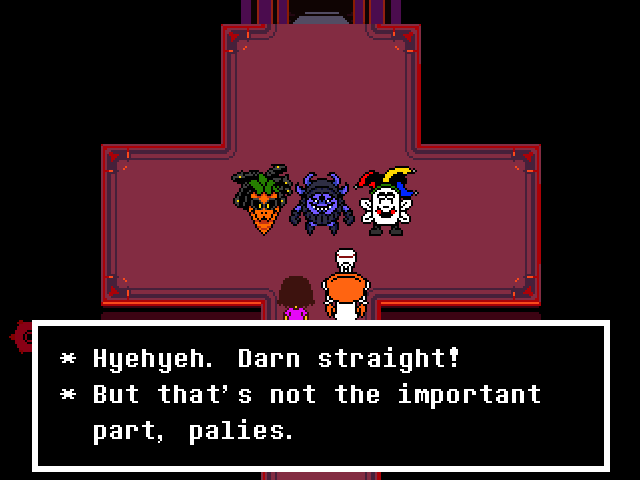 * Hyehyeh. Darn straight!
* But that's not the important
part, palies.